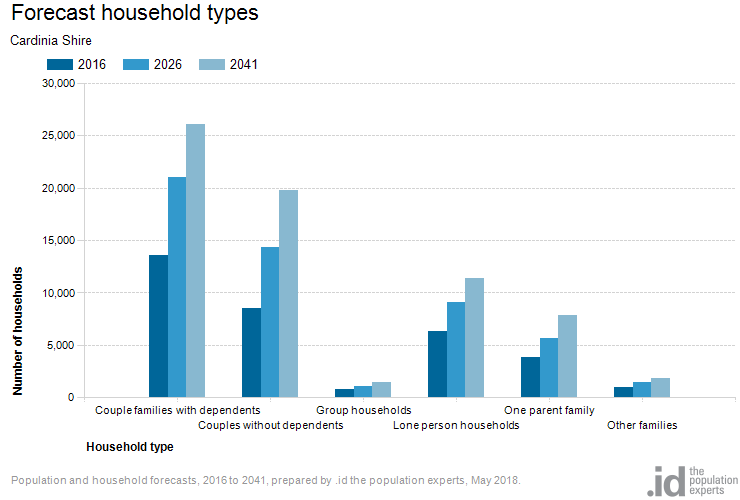 Forecast household types
Cardinia Shire
2016 2026 2041
30,000
25,000
20,000
15,000
10,000
5,000
0
Number of households
Couple families with dependents
Couples without dependents
Group households
Lone person households
One parent family
Other families
Household type
Population and household forecasts, 2016 to 2041, prepared by .id the population experts, May 2018.
.id the
population
experts